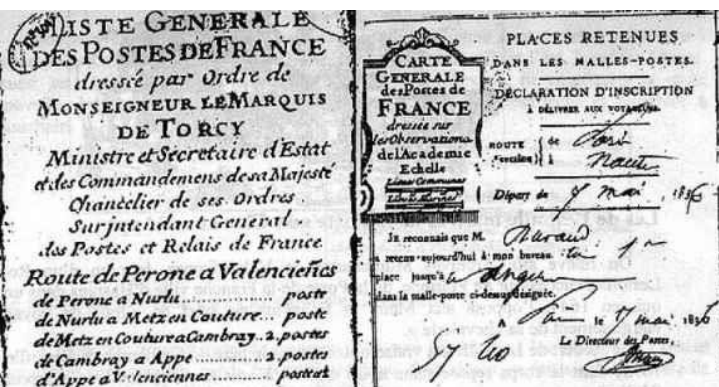 LISTE GENERALE
DES POSTES DE FRANCE
dressée par Ordre de
MONSEIGNEUR LE MARQUIS
DE TORCY
Ministre et Secretaire d'Estat
et des Commandemens de sa Majesté
Chancelier de ses Ordres
Surjntendant General
des Postes et Relais de France
Route de Perone a Valencieñes
de Perone a Nurlu .............. poste
de Nurlu a Metz en Couture... poste
de Metz en Couture a Cambray.. 2. postes
de Cambray a Appe ........... 2. postes
d'Appe a Valenciennes ......... poste
CARTE
GENERALE
des Postes de
FRANCE
dressée sur
les Observations
de l'Academie
Echelle
Lieues Communes
PLACES RETENUES
DANS LES MALLES-POSTES.
DÉCLARATION D'INSCRIPTION
À DÉLIVRER AUX VOYAGEURS.
ROUTE de Paris
à Nantes
Départ du 7 mai, 1836
Je reconnais que M.
a retenu aujourd'hui à mon bureau une
place jusqu'à Angers
dans la malle-poste ci-dessus désignée.
A le mai 1836
Le Directeur des Postes